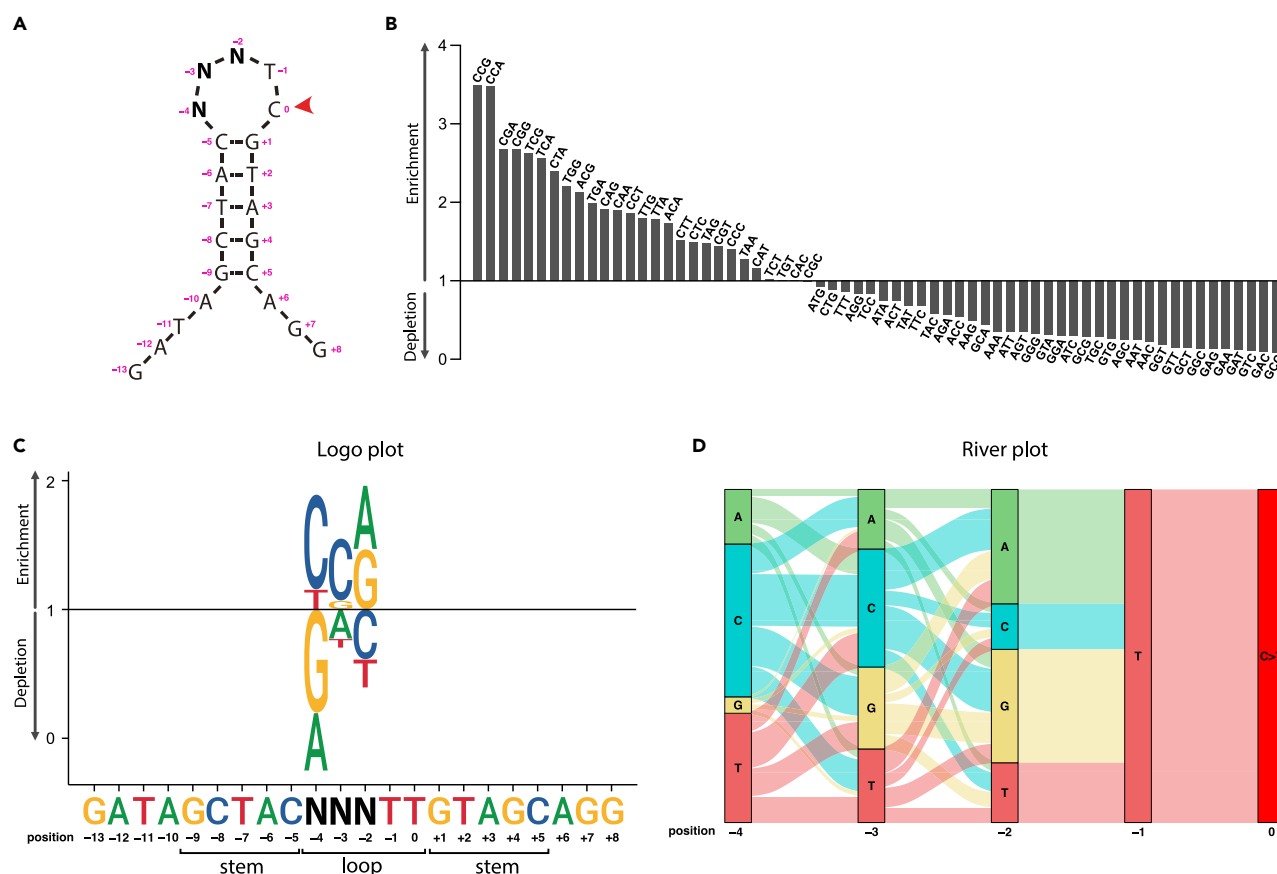 A
-2
N
-3
N
T
-1
-4
N
C
0
-5
C
G
+1
-6
A
T
+2
-7
T
A
+3
-8
C
G
+4
-9
G
C
+5
-10
A
A
+6
-11
T
G
+7
-12
A
G
+8
-13
G
B
4
3
2
1
0
Enrichment
Depletion
CCG
CCA
CGA
CGG
TCG
TCA
CTA
TGG
ACG
TGA
CAG
CAA
CCT
TTG
TTA
ACA
CTT
CTC
TAG
CGT
CCC
TAA
CAT
TCT
TGT
CAC
CGC
ATG
CTG
TTT
AGG
TCC
ATA
ACT
TAT
TTC
TAC
AGA
ACC
AAG
GCA
AAA
ATT
AGT
GGG
GTA
GGA
ATC
GCG
TGC
GTG
AGC
AAT
AAC
GGT
GTT
GCT
GGC
GAG
GAA
GAT
GTC
GAC
GCC
C
Logo plot
2
1
0
Enrichment
Depletion
C
T
G
A
C
G
A
T
A
G
C
T
GATAGCTACNNNTTGTAGCAGG
position -13 -12 -11 -10 -9 -8 -7 -6 -5 -4 -3 -2 -1 0 +1 +2 +3 +4 +5 +6 +7 +8
stem loop stem
D
River plot
A
C
G
T
A
C
G
T
A
C
G
T
T
C>
position -4 -3 -2 -1 0